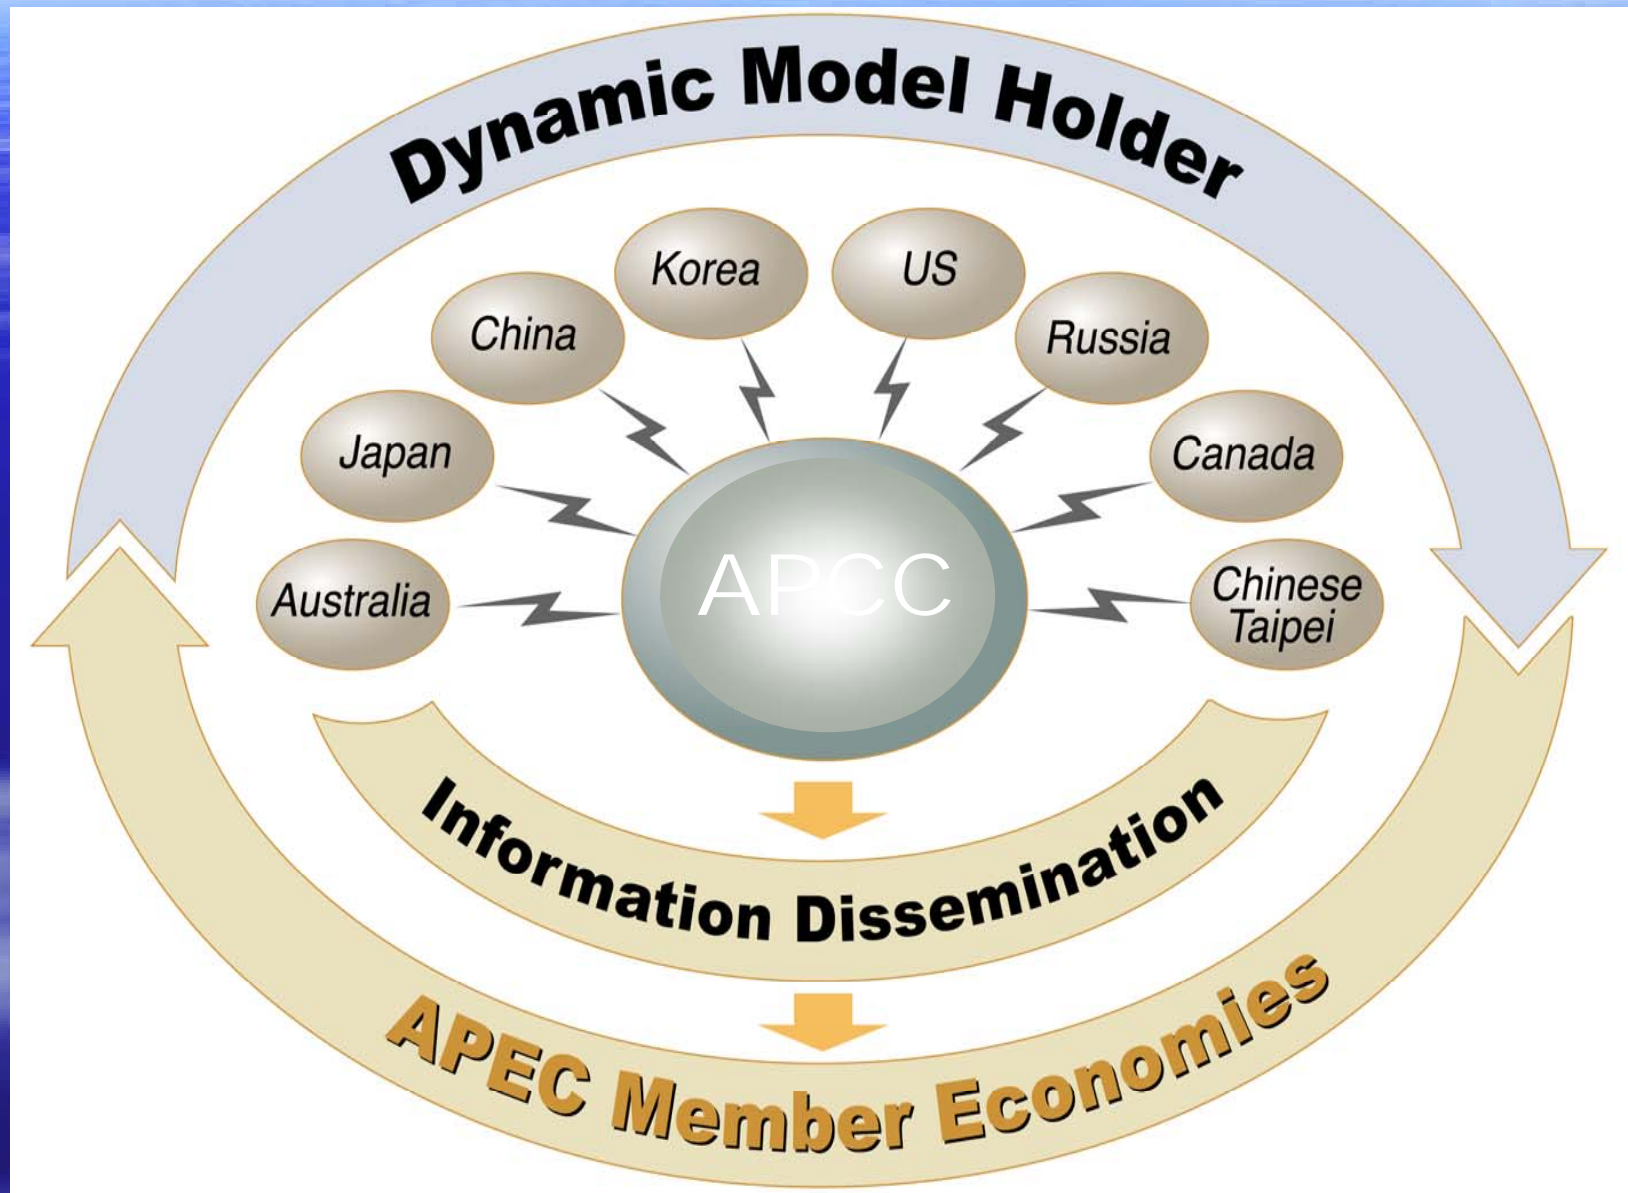 Dynamic Model Holder
Korea
US
China
Russia
Japan
Canada
Australia
APCC
Chinese
Taipei
Information Dissemination
APEC Member Economies